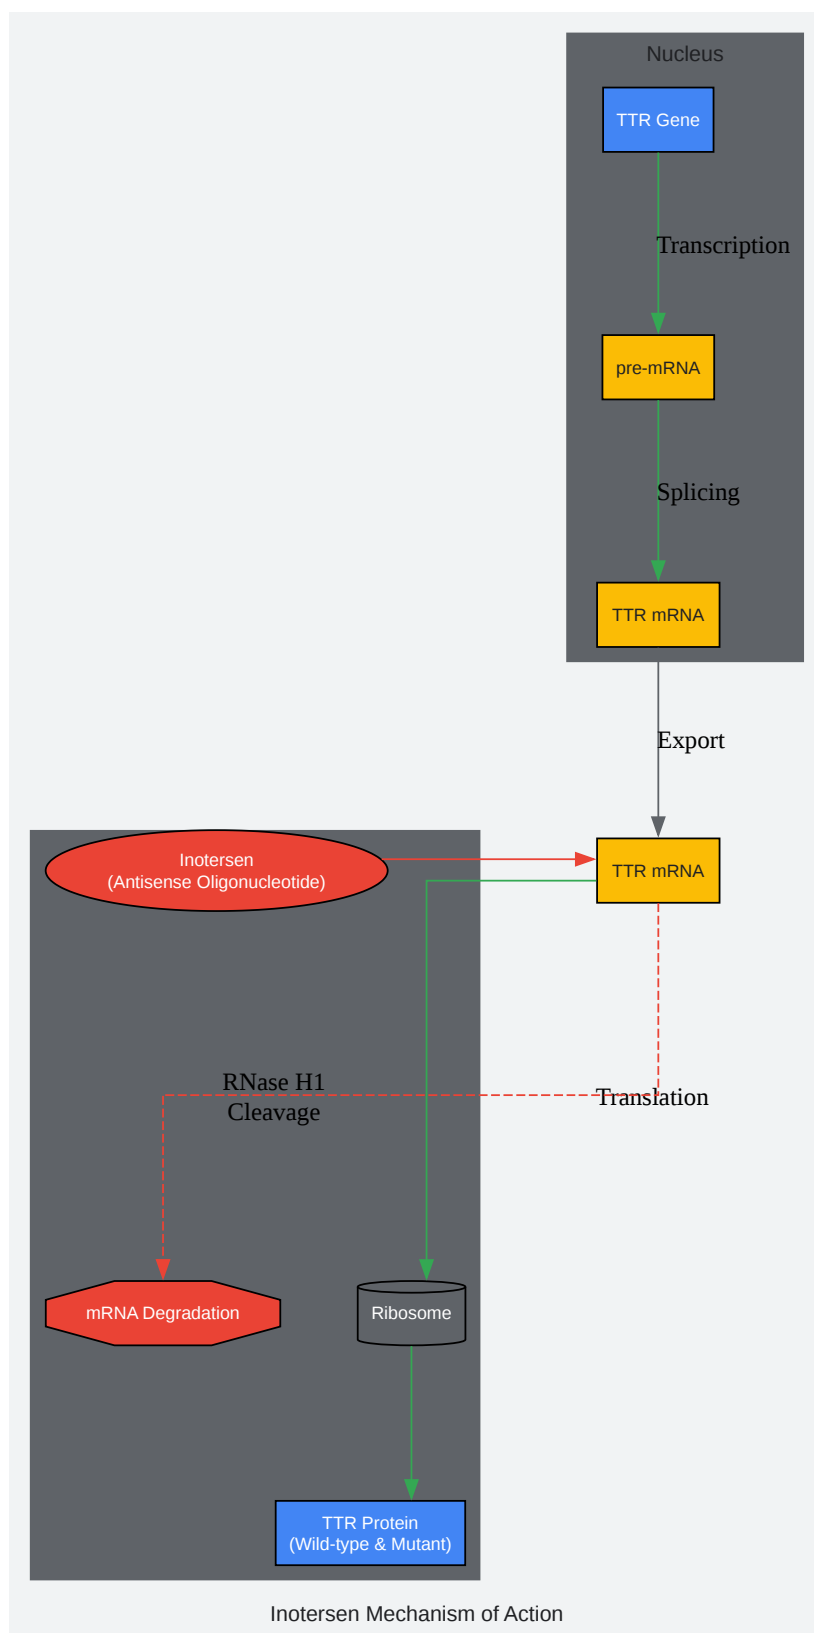 Nucleus
TTR Gene
Transcription
pre-mRNA
Splicing
TTR mRNA
Export
Inotersen
(Antisense Oligonucleotide)
TTR mRNA
RNase H1
Cleavage
Translation
mRNA Degradation
Ribosome
TTR Protein
(Wild-type & Mutant)
Inotersen Mechanism of Action